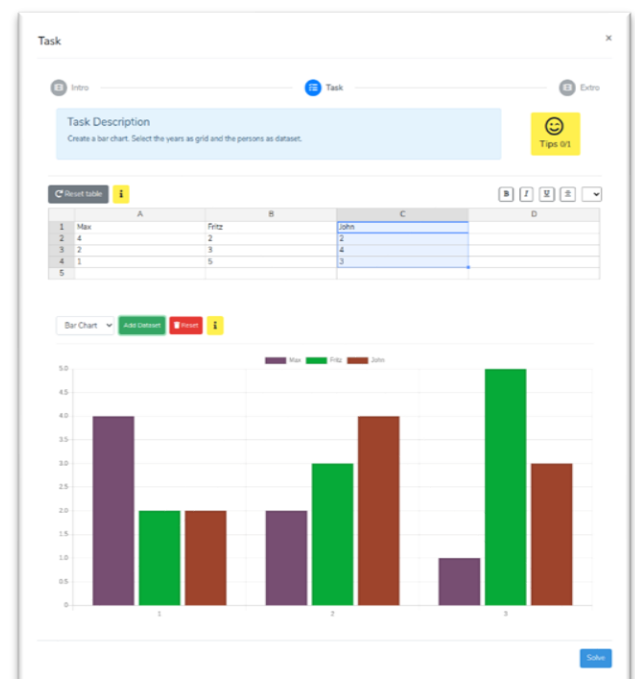 Task ×
Intro Task Extro
Task Description
Create a bar chart. Select the years as grid and the persons as dataset.
Tips 0/1
Reset table i B I U
A B C D
1 Max Fritz John
2 4 2 2
3 2 3 4
4 1 5 3
5
Bar Chart Add Dataset Reset i
Max Fritz John
5.0
4.5
4.0
3.5
3.0
2.5
2.0
1.5
1.0
0.5
0
1 2 3
Solve